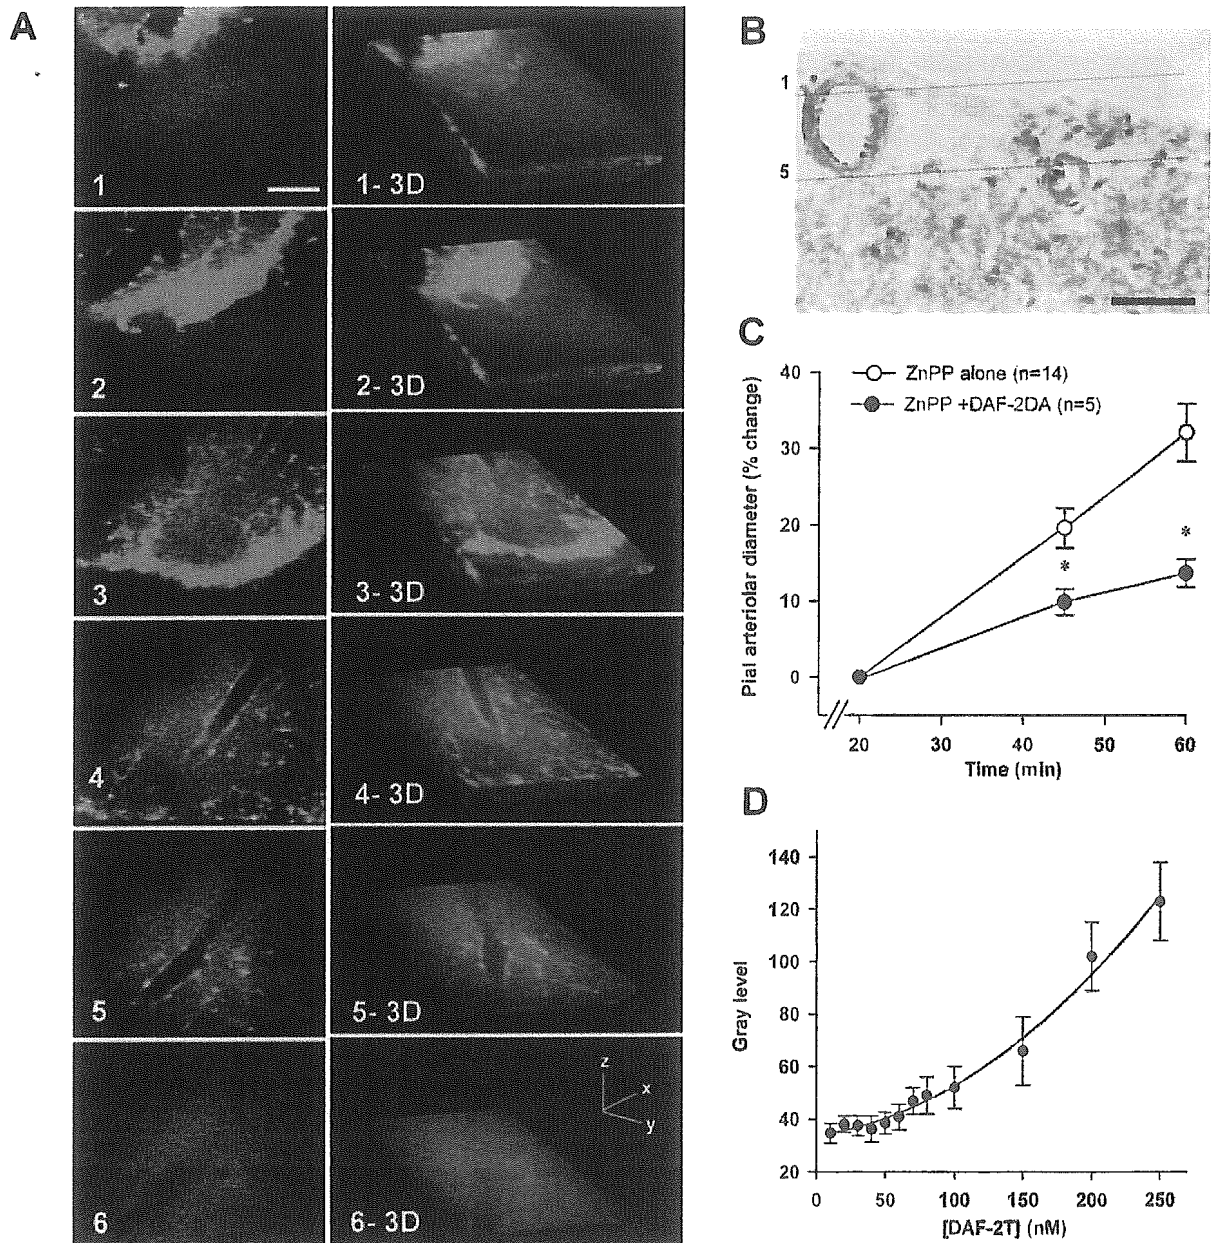 A
1
1- 3D
2
2- 3D
3
3- 3D
4
4- 3D
5
5- 3D
6
6- 3D
z
x
y
B
1
5
C
ZnPP alone (n=14)
ZnPP +DAF-2DA (n=5)
Pial arteriolar diameter (% change)
40
30
20
10
0
*
*
20 30 40 50 60
Time (min)
D
Gray level
140
120
100
80
60
40
20
0 50 100 150 200 250
[DAF-2T] (nM)